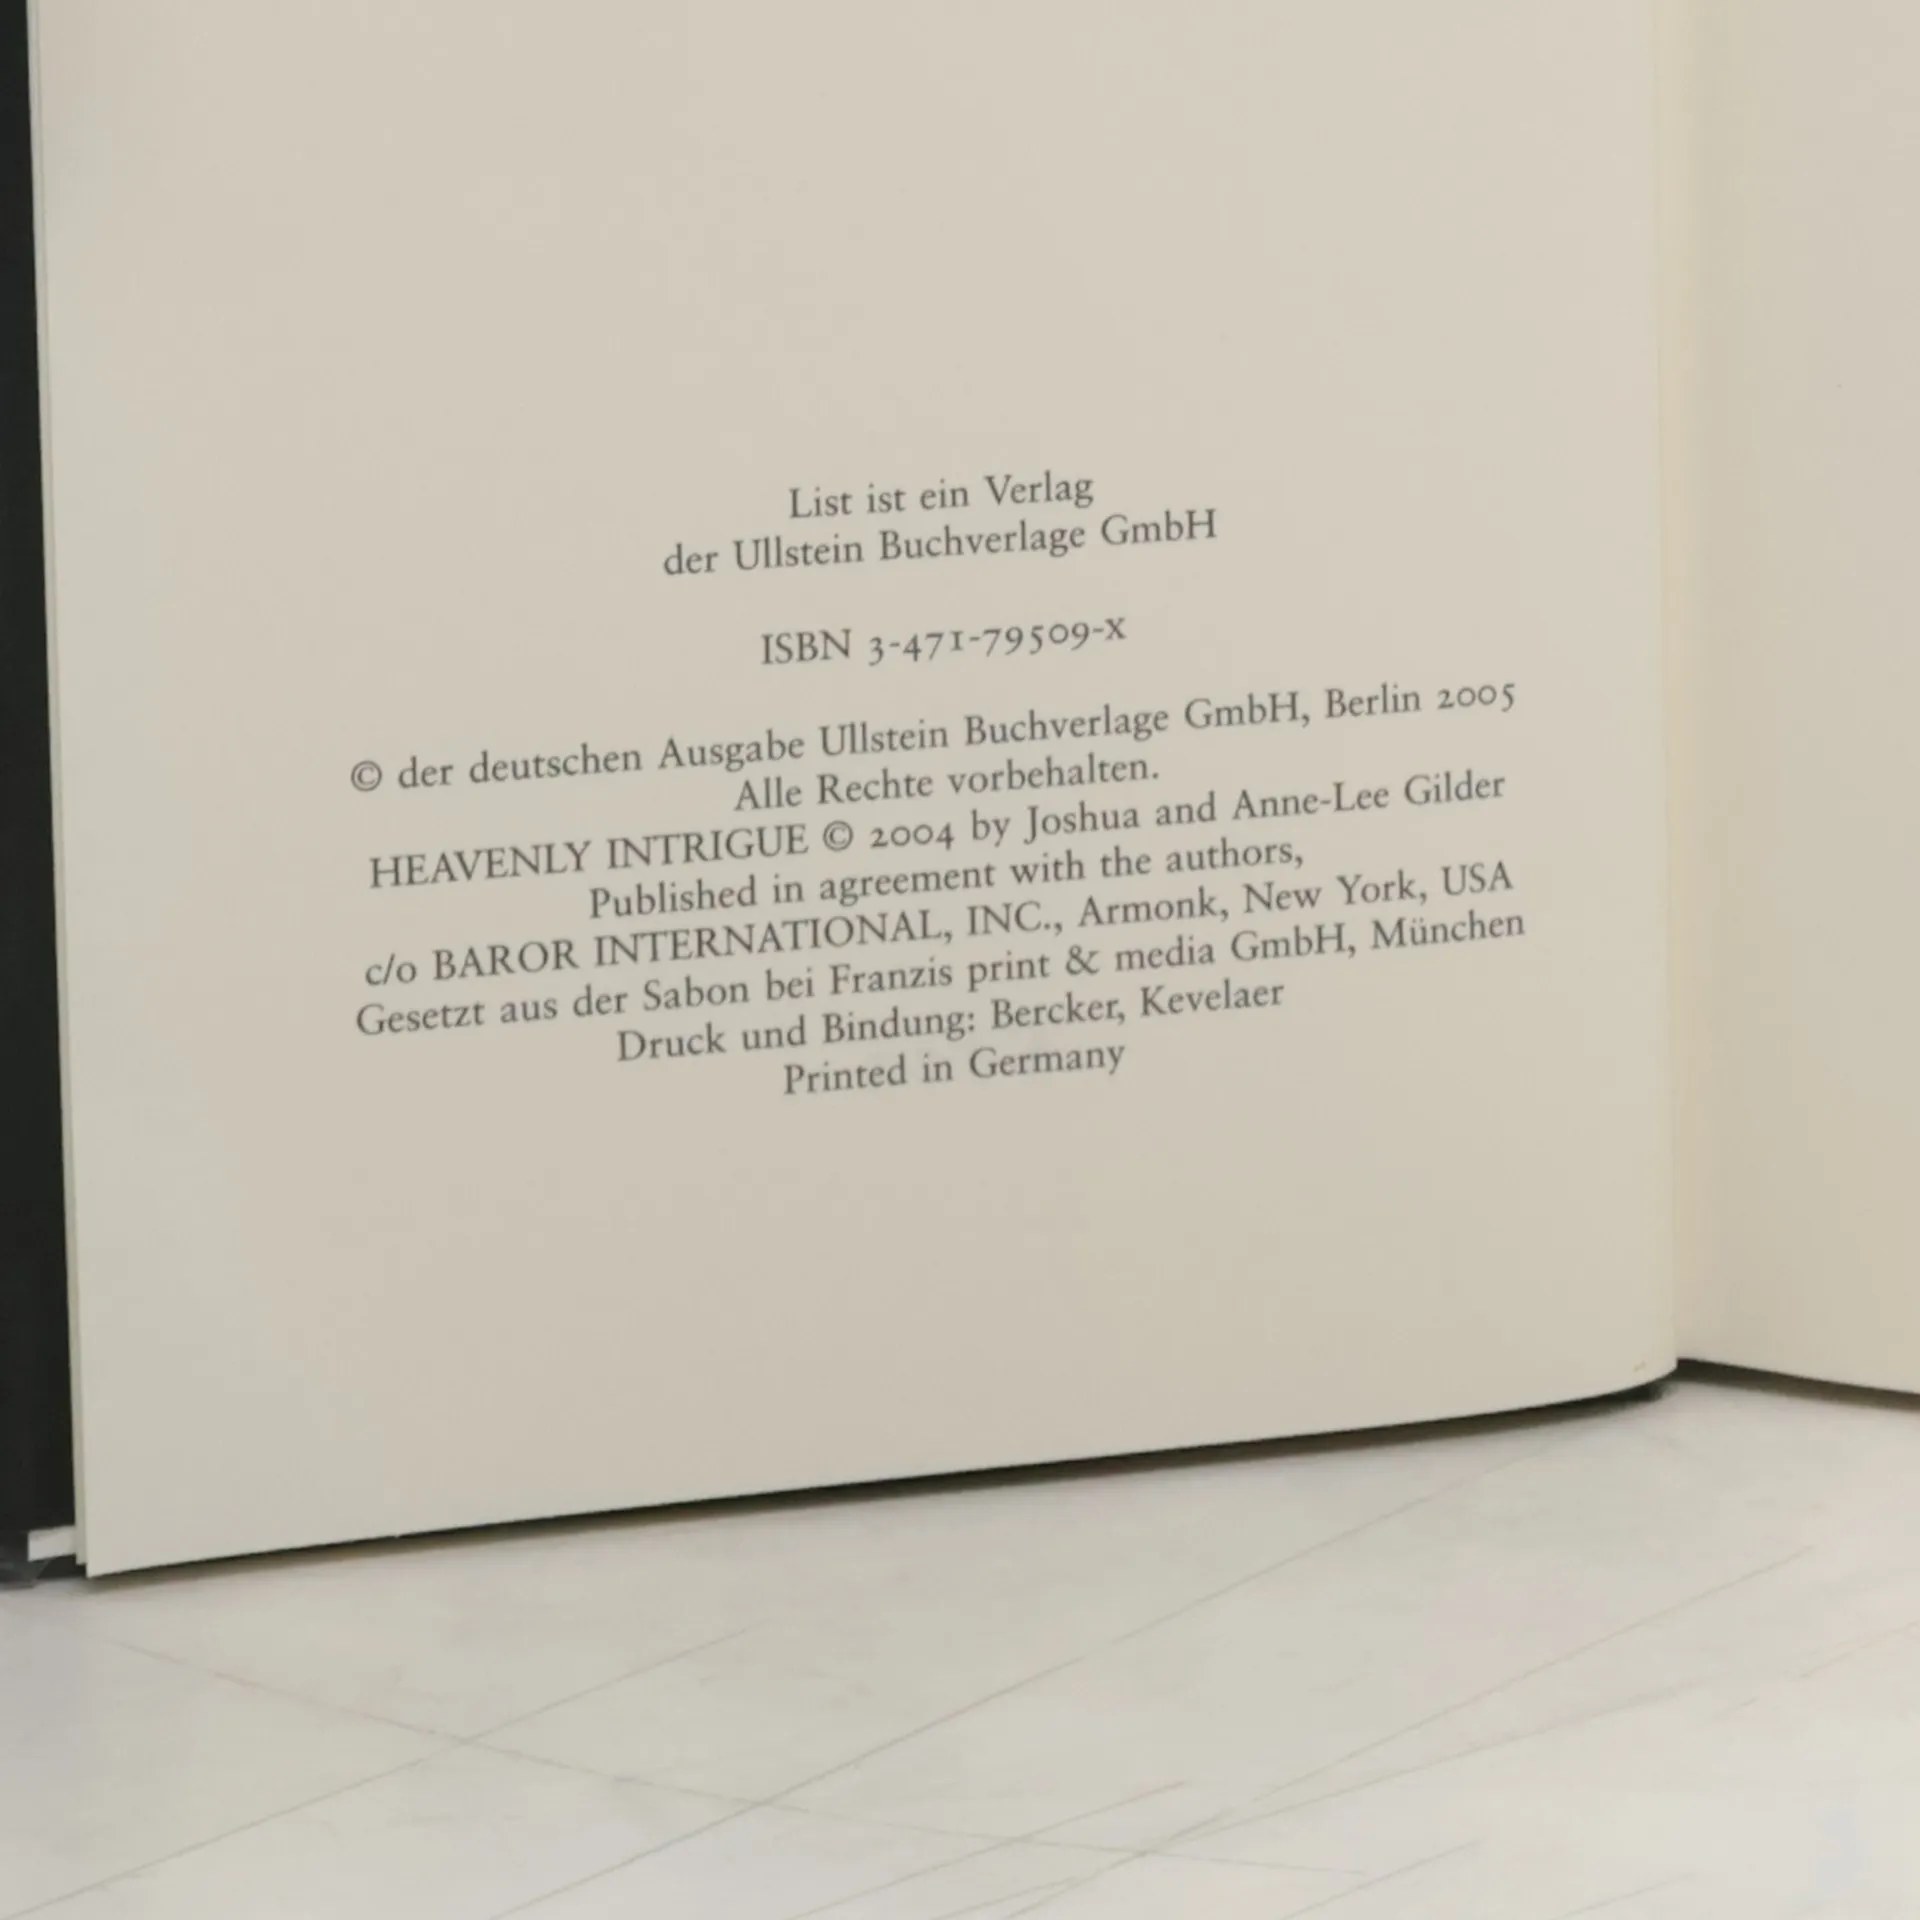 List ist ein Verlag
der Ullstein Buchverlage GmbH
ISBN 3-471-79509-X
© der deutschen Ausgabe Ullstein Buchverlage GmbH, Berlin 2005
Alle Rechte vorbehalten.
HEAVENLY INTRIGUE © 2004 by Joshua and Anne-Lee Gilder
Published in agreement with the authors,
c/o BAROR INTERNATIONAL, INC., Armonk, New York, USA
Gesetzt aus der Sabon bei Franzis print & media GmbH, München
Druck und Bindung: Bercker, Kevelaer
Printed in Germany